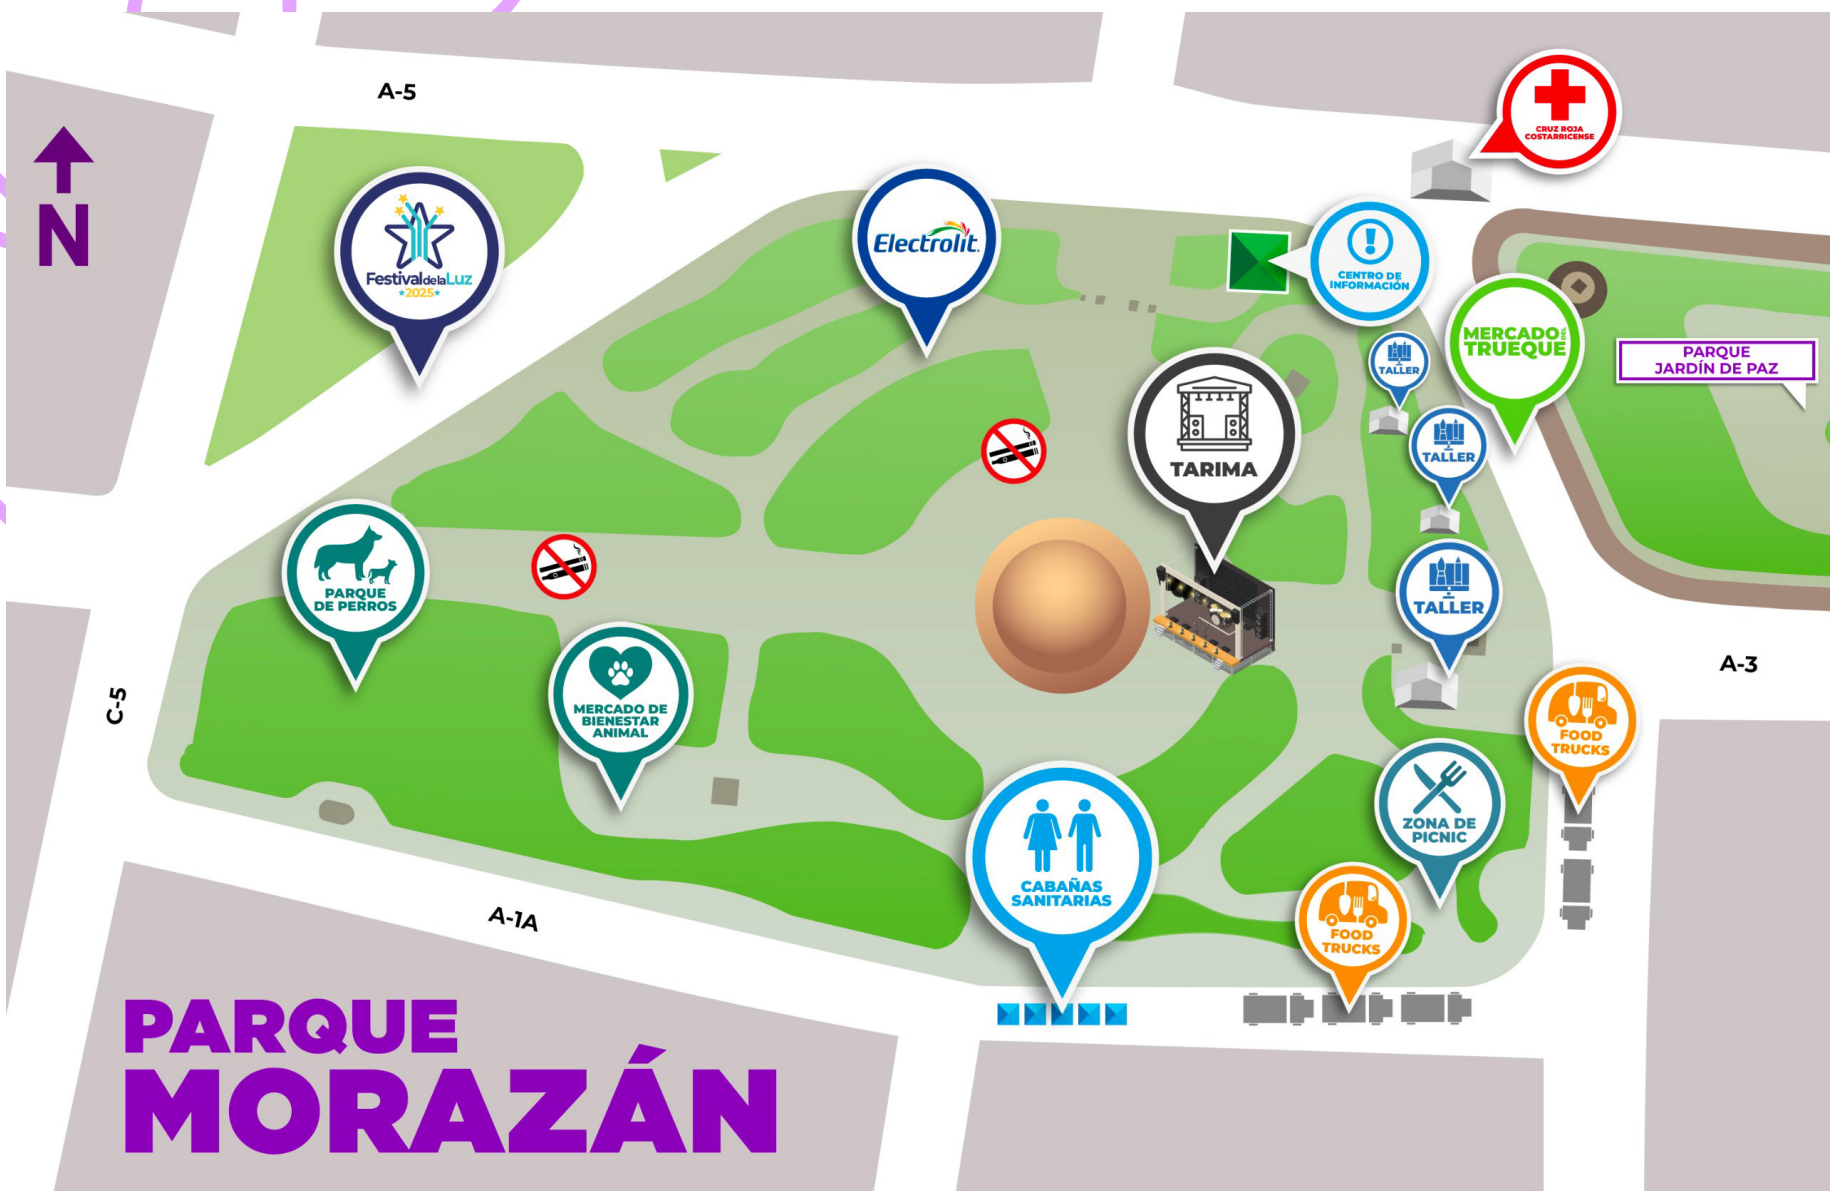 A-5
CRUZ ROJA
COSTARRICENSE
N
Festival de la Luz
2025
Electrolit.
CENTRO DE
INFORMACIÓN
MERCADO DEL
TRUEQUE
TALLER
PARQUE
JARDÍN DE PAZ
TARIMA
TALLER
PARQUE
DE PERROS
TALLER
A-3
C-5
MERCADO DE
BIENESTAR
ANIMAL
FOOD
TRUCKS
ZONA DE
PICNIC
CABAÑAS
SANITARIAS
A-1A
FOOD
TRUCKS
PARQUE
MORAZÁN